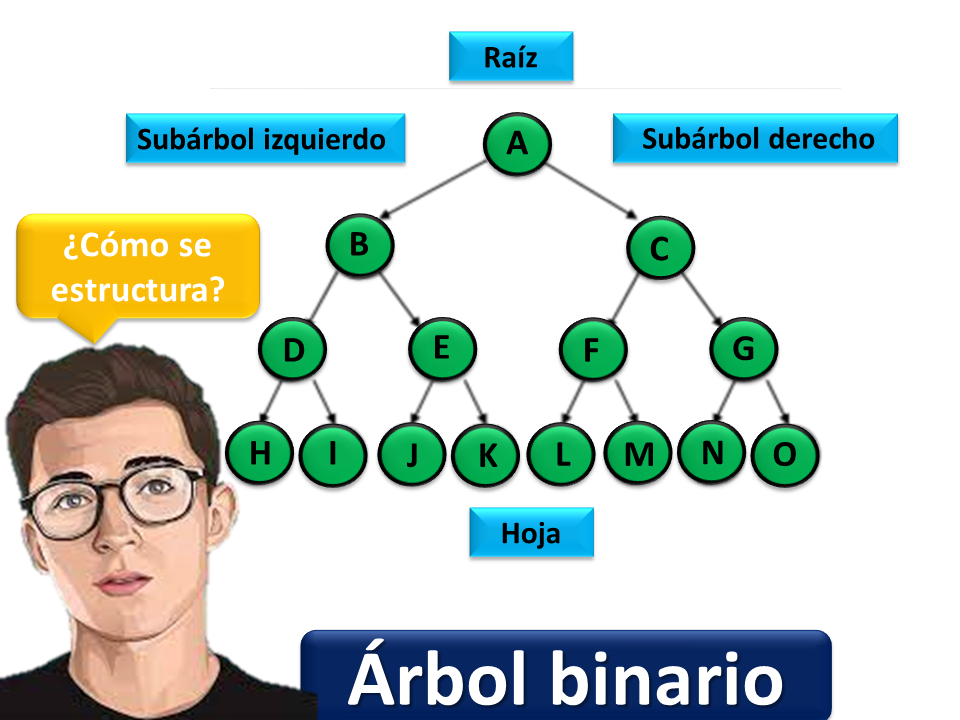 Raíz
Subárbol izquierdo
A
Subárbol derecho
¿Cómo se
estructura?
B
C
D
E
F
G
H
I
J
K
L
M
N
O
Hoja
Árbol binario